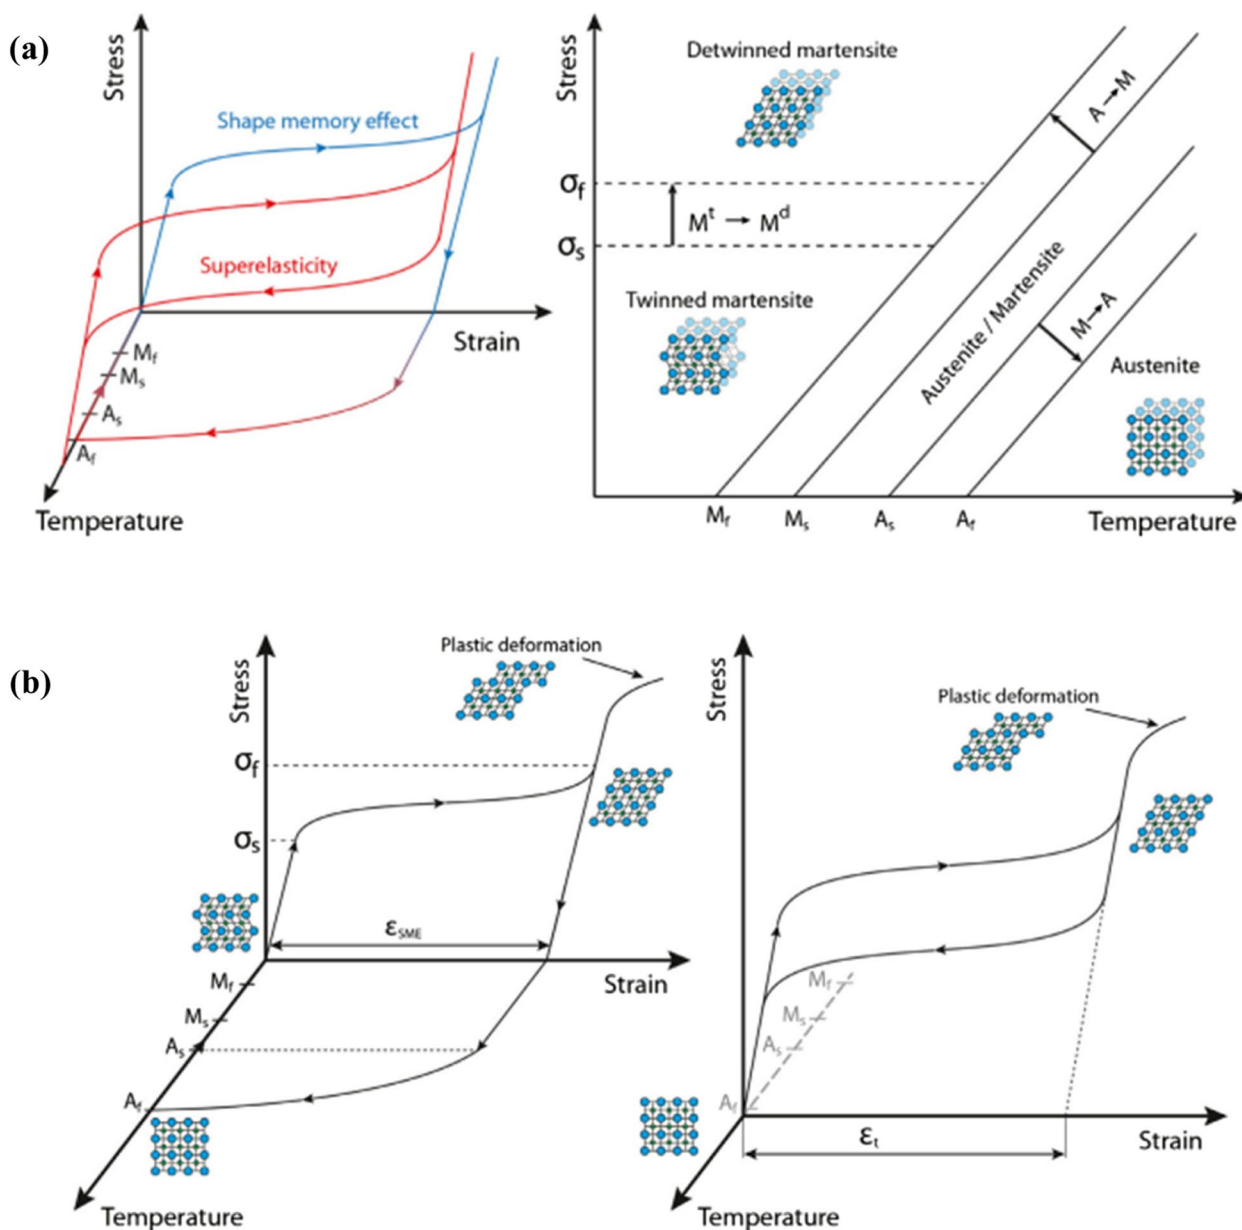 (a)
Stress
Shape memory effect
Superelasticity
Strain
Mf
Ms
As
Af
Temperature
Stress
Detwinned martensite
A→M
σf
Mt → Md
σs
Twinned martensite
Austenite / Martensite
M→A
Austenite
Mf
Ms
As
Af
Temperature
(b)
Stress
Plastic deformation
σf
σs
εSME
Strain
Mf
Ms
As
Af
Temperature
Stress
Plastic deformation
Mf
Ms
As
Af
εt
Strain
Temperature